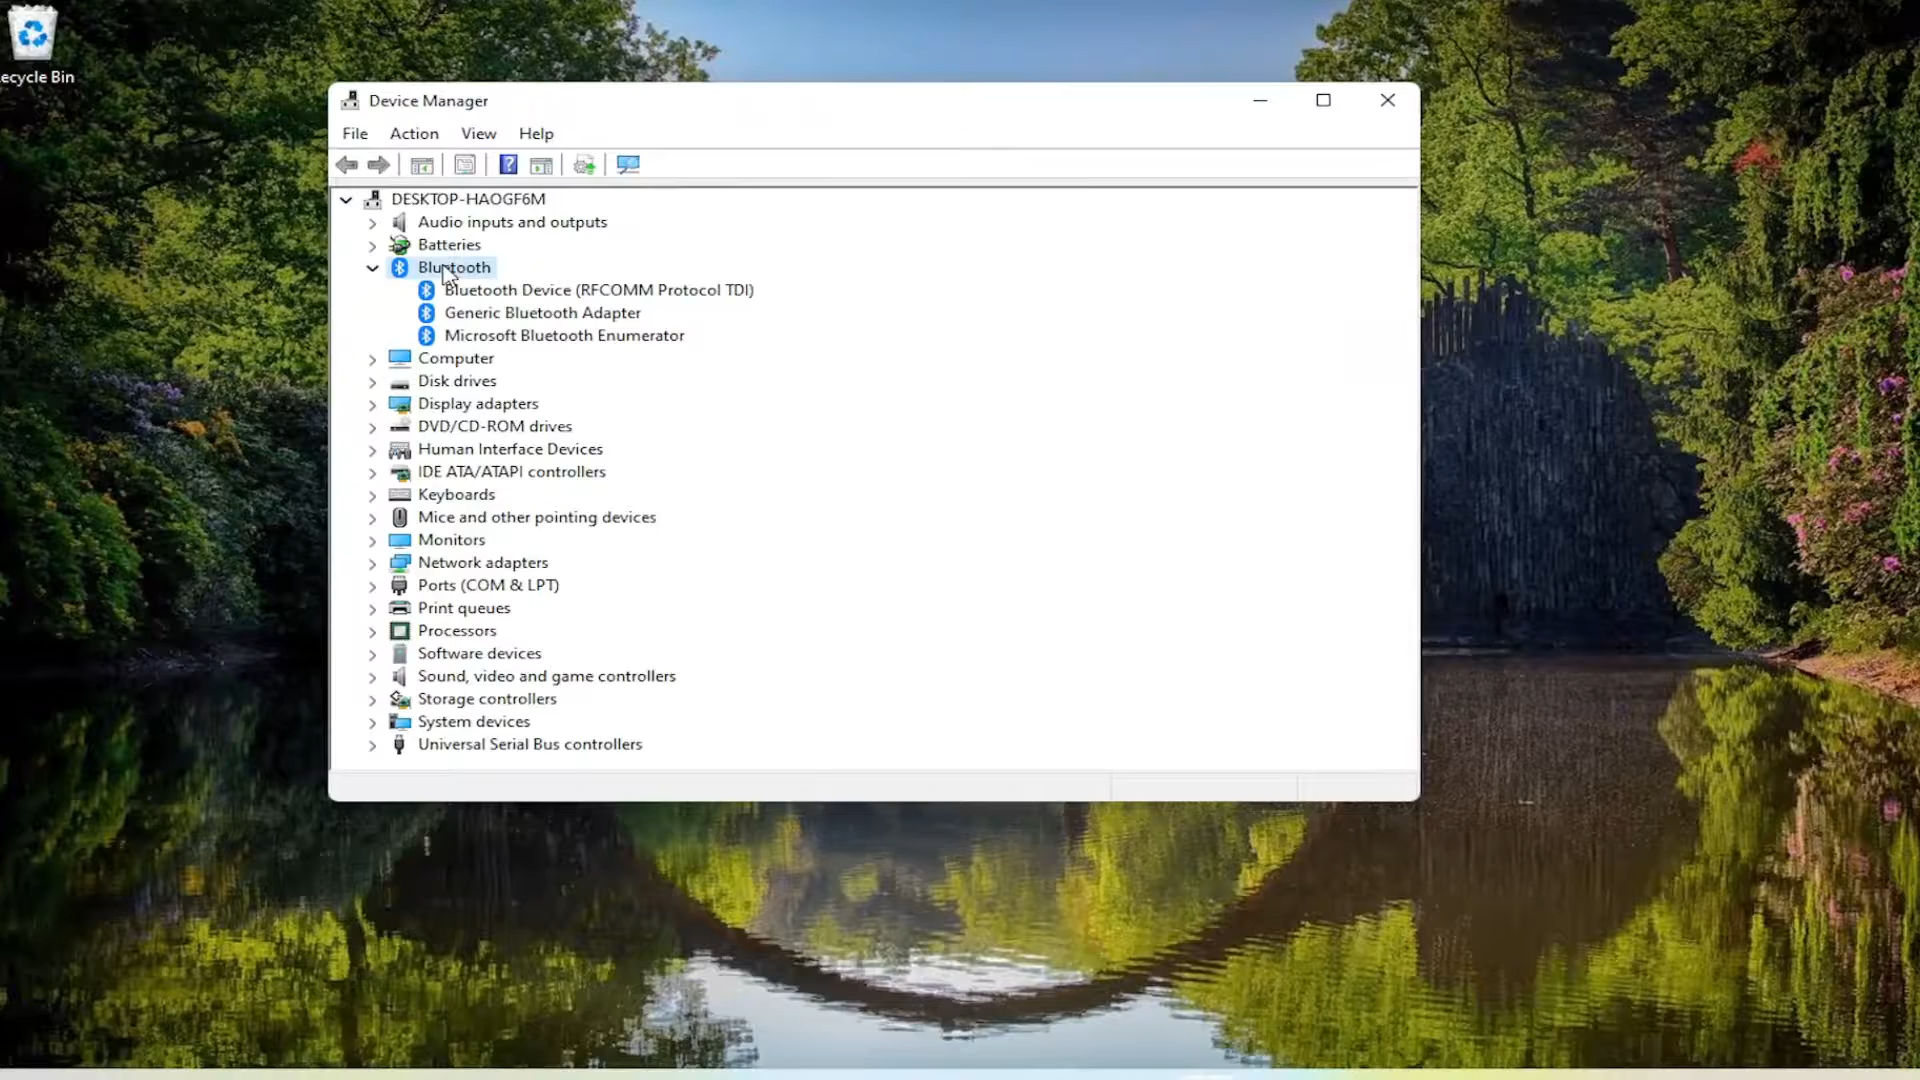 ecycle Bin
Device Manager
File Action View Help
DESKTOP-HAOGF6M
Audio inputs and outputs
Batteries
Bluetooth
Bluetooth Device (RFCOMM Protocol TDI)
Generic Bluetooth Adapter
Microsoft Bluetooth Enumerator
Computer
Disk drives
Display adapters
DVD/CD-ROM drives
Human Interface Devices
IDE ATA/ATAPI controllers
Keyboards
Mice and other pointing devices
Monitors
Network adapters
Ports (COM & LPT)
Print queues
Processors
Software devices
Sound, video and game controllers
Storage controllers
System devices
Universal Serial Bus controllers